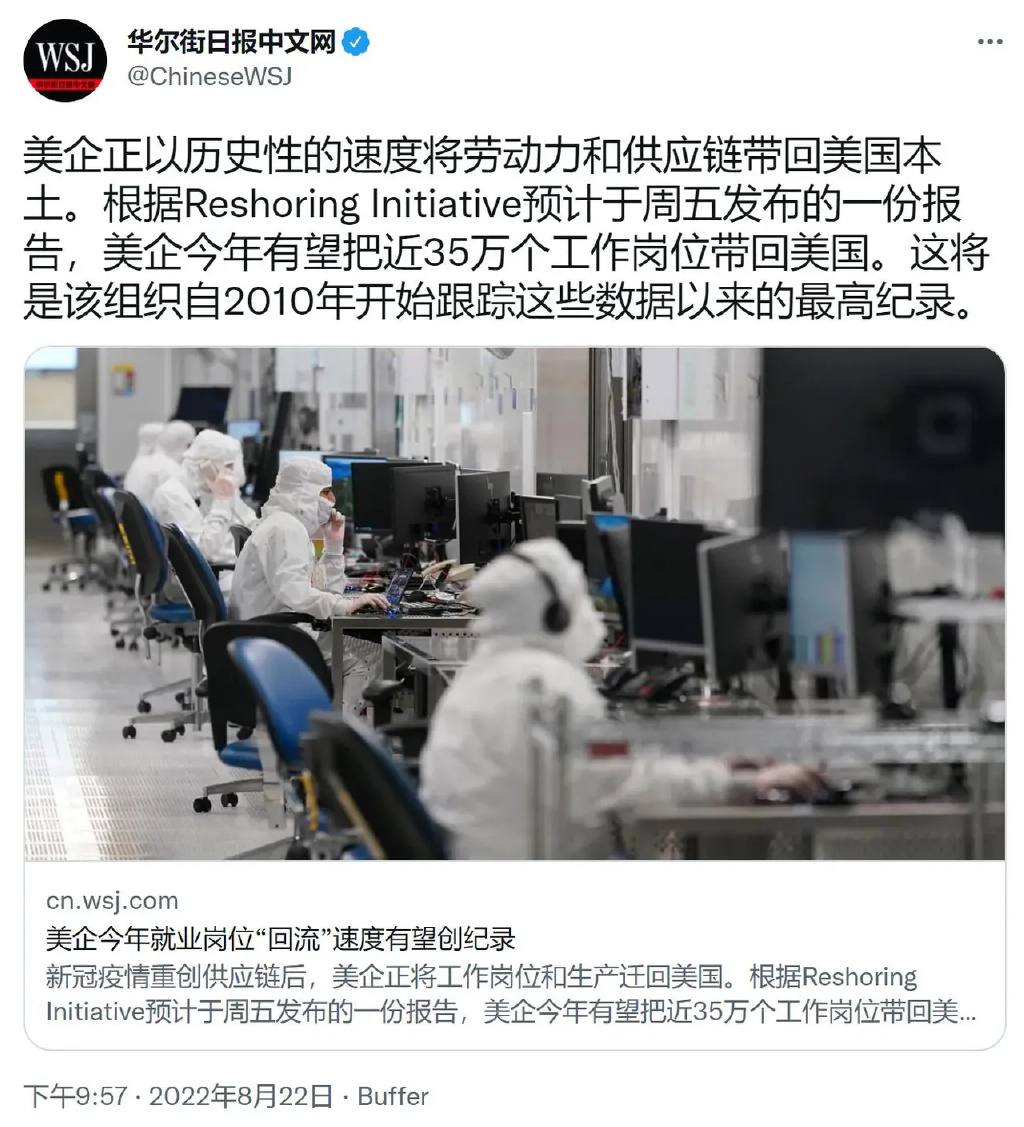 WSJ
华尔街日报中文网
@ChineseWSJ
美企正以历史性的速度将劳动力和供应链带回美国本
土。根据Reshoring Initiative预计于周五发布的一份报
告，美企今年有望把近35万个工作岗位带回美国。这将
是该组织自2010年开始跟踪这些数据以来的最高纪录。
cn.wsj.com
美企今年就业岗位“回流”速度有望创纪录
新冠疫情重创供应链后，美企正将工作岗位和生产迁回美国。根据Reshoring
Initiative预计于周五发布的一份报告，美企今年有望把近35万个工作岗位带回美...
下午9:57 · 2022年8月22日 · Buffer